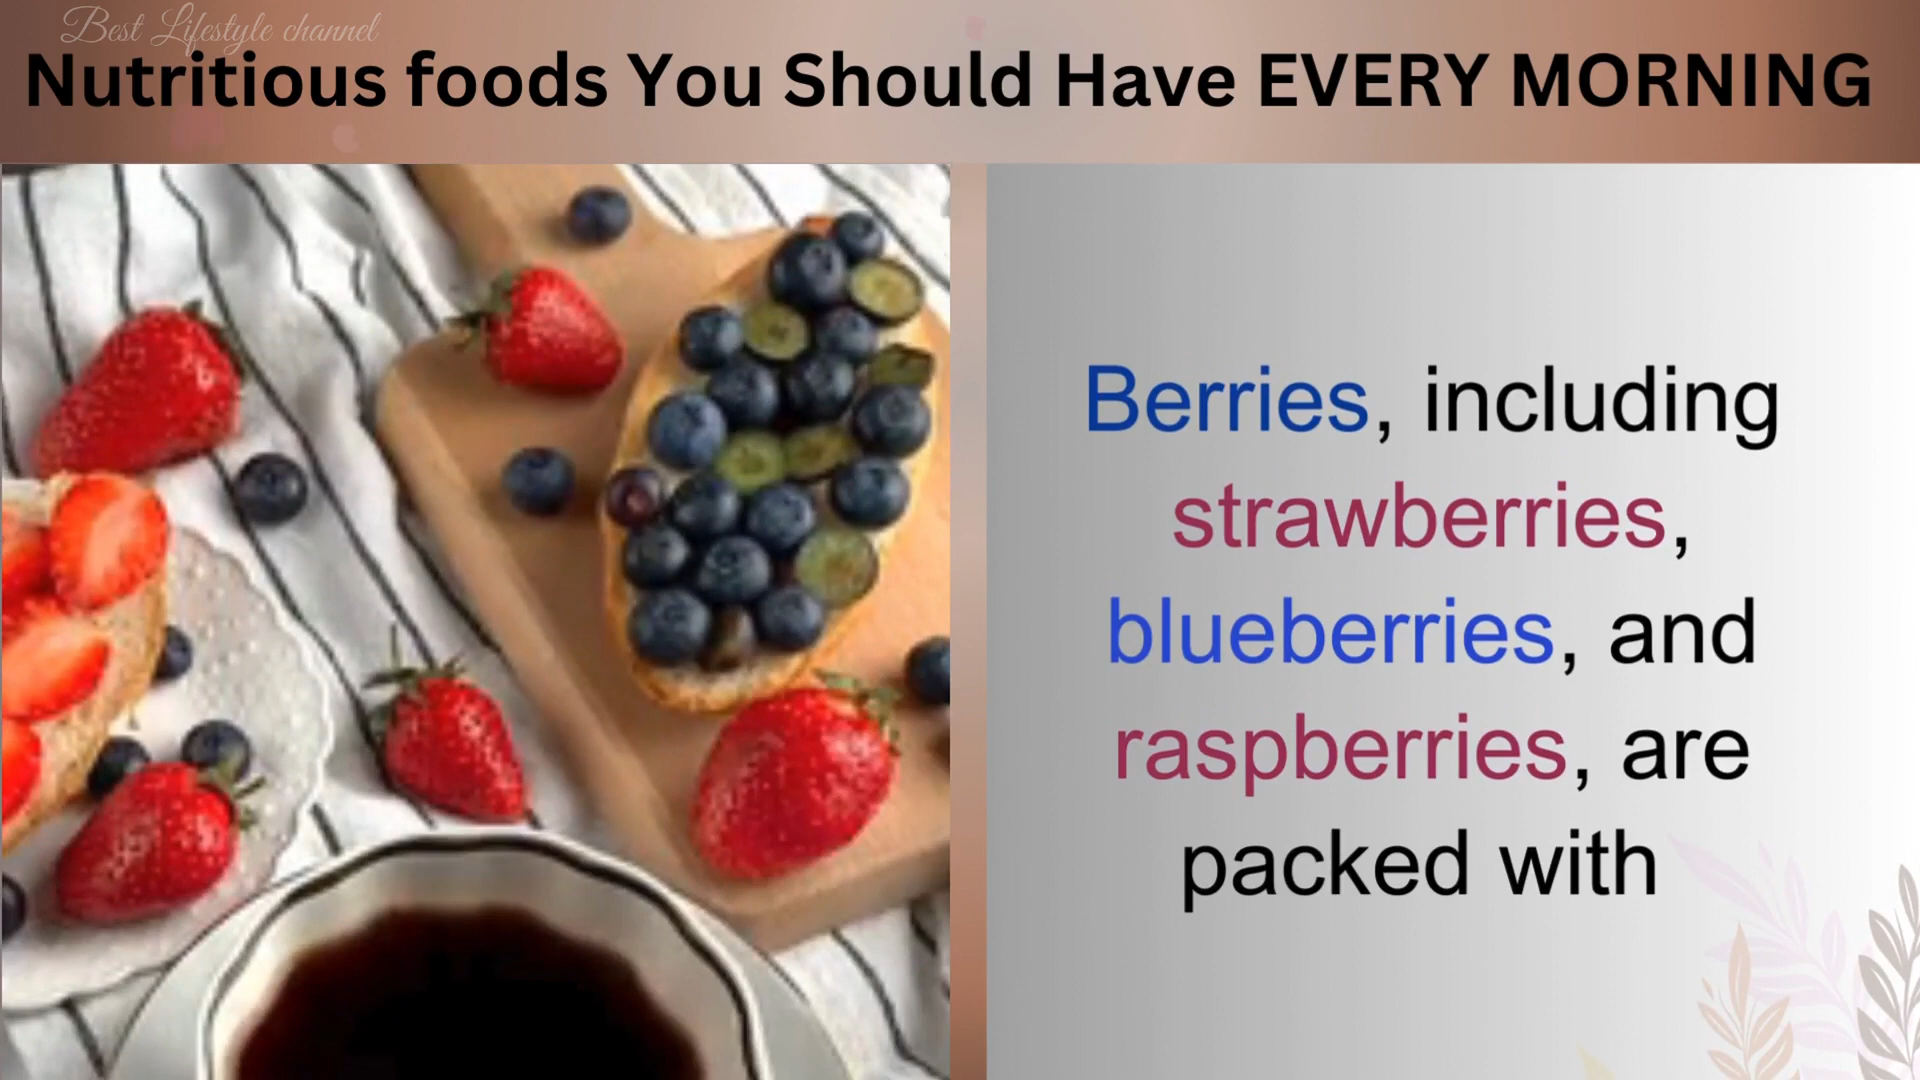 Best Lifestyle channel
Nutritious foods You Should Have EVERY MORNING
Berries, including
strawberries,
blueberries, and
raspberries, are
packed with